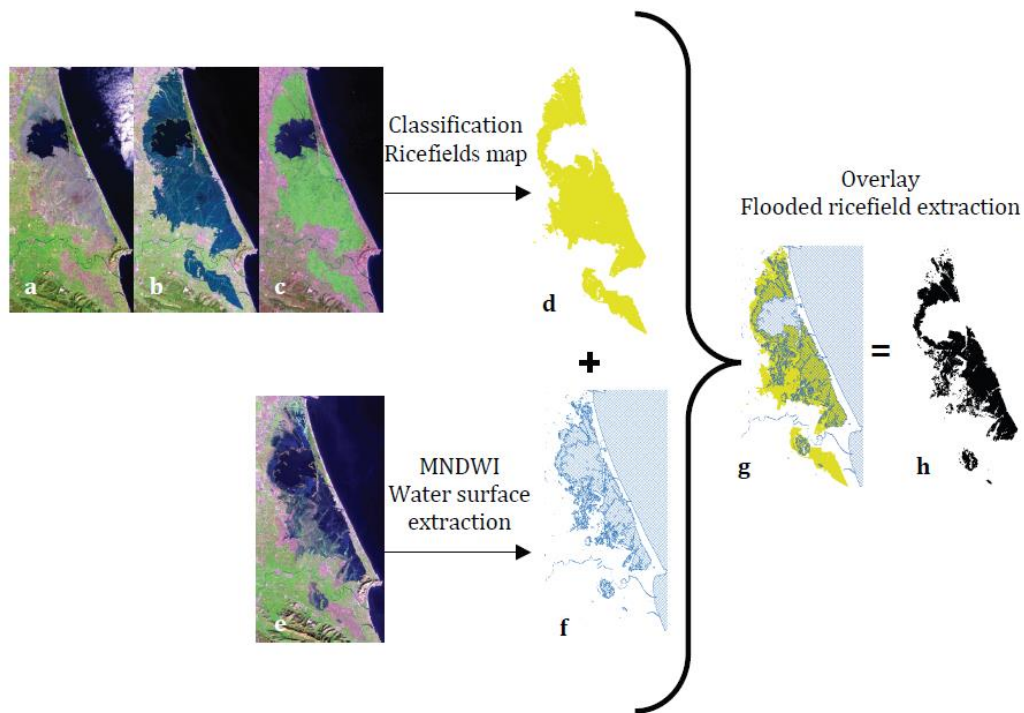 a
b
c
Classification
Ricefields map
d
+
e
MNDWI
Water surface
extraction
f
Overlay
Flooded ricefield extraction
g
=
h